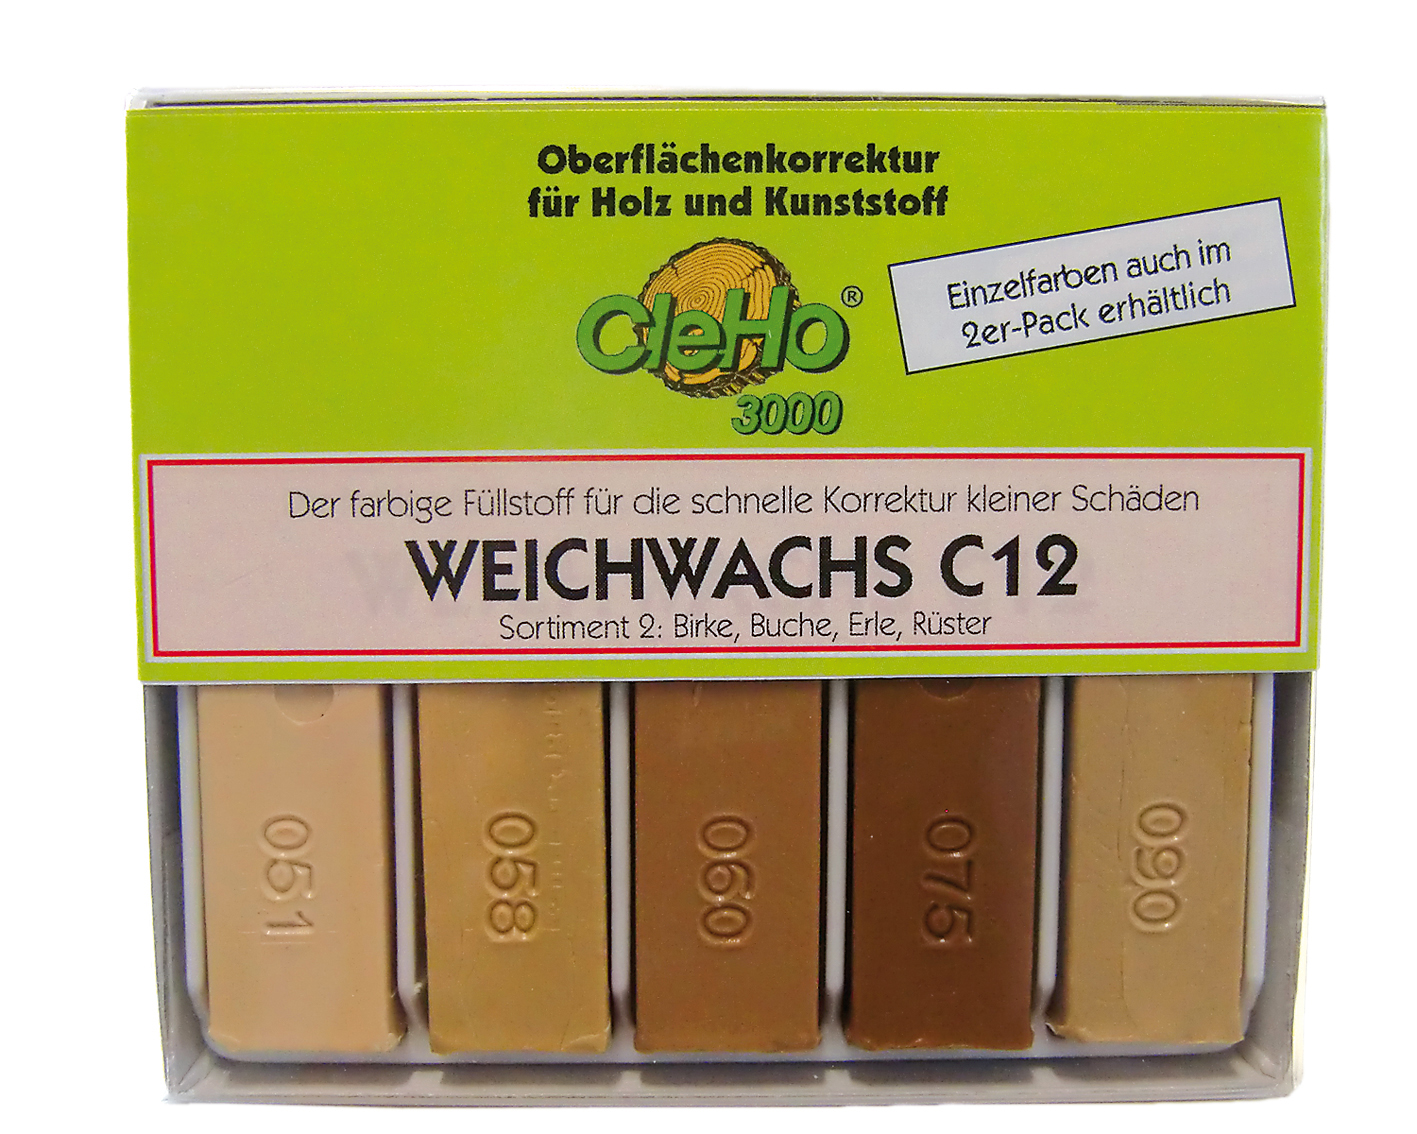 Oberflächenkorrektur
für Holz und Kunststoff
CleHo®
3000
Einzelfarben auch im
2er-Pack erhältlich
Der farbige Füllstoff für die schnelle Korrektur kleiner Schäden
WEICHWACHS C12
Sortiment 2: Birke, Buche, Erle, Rüster
051
058
060
075
090